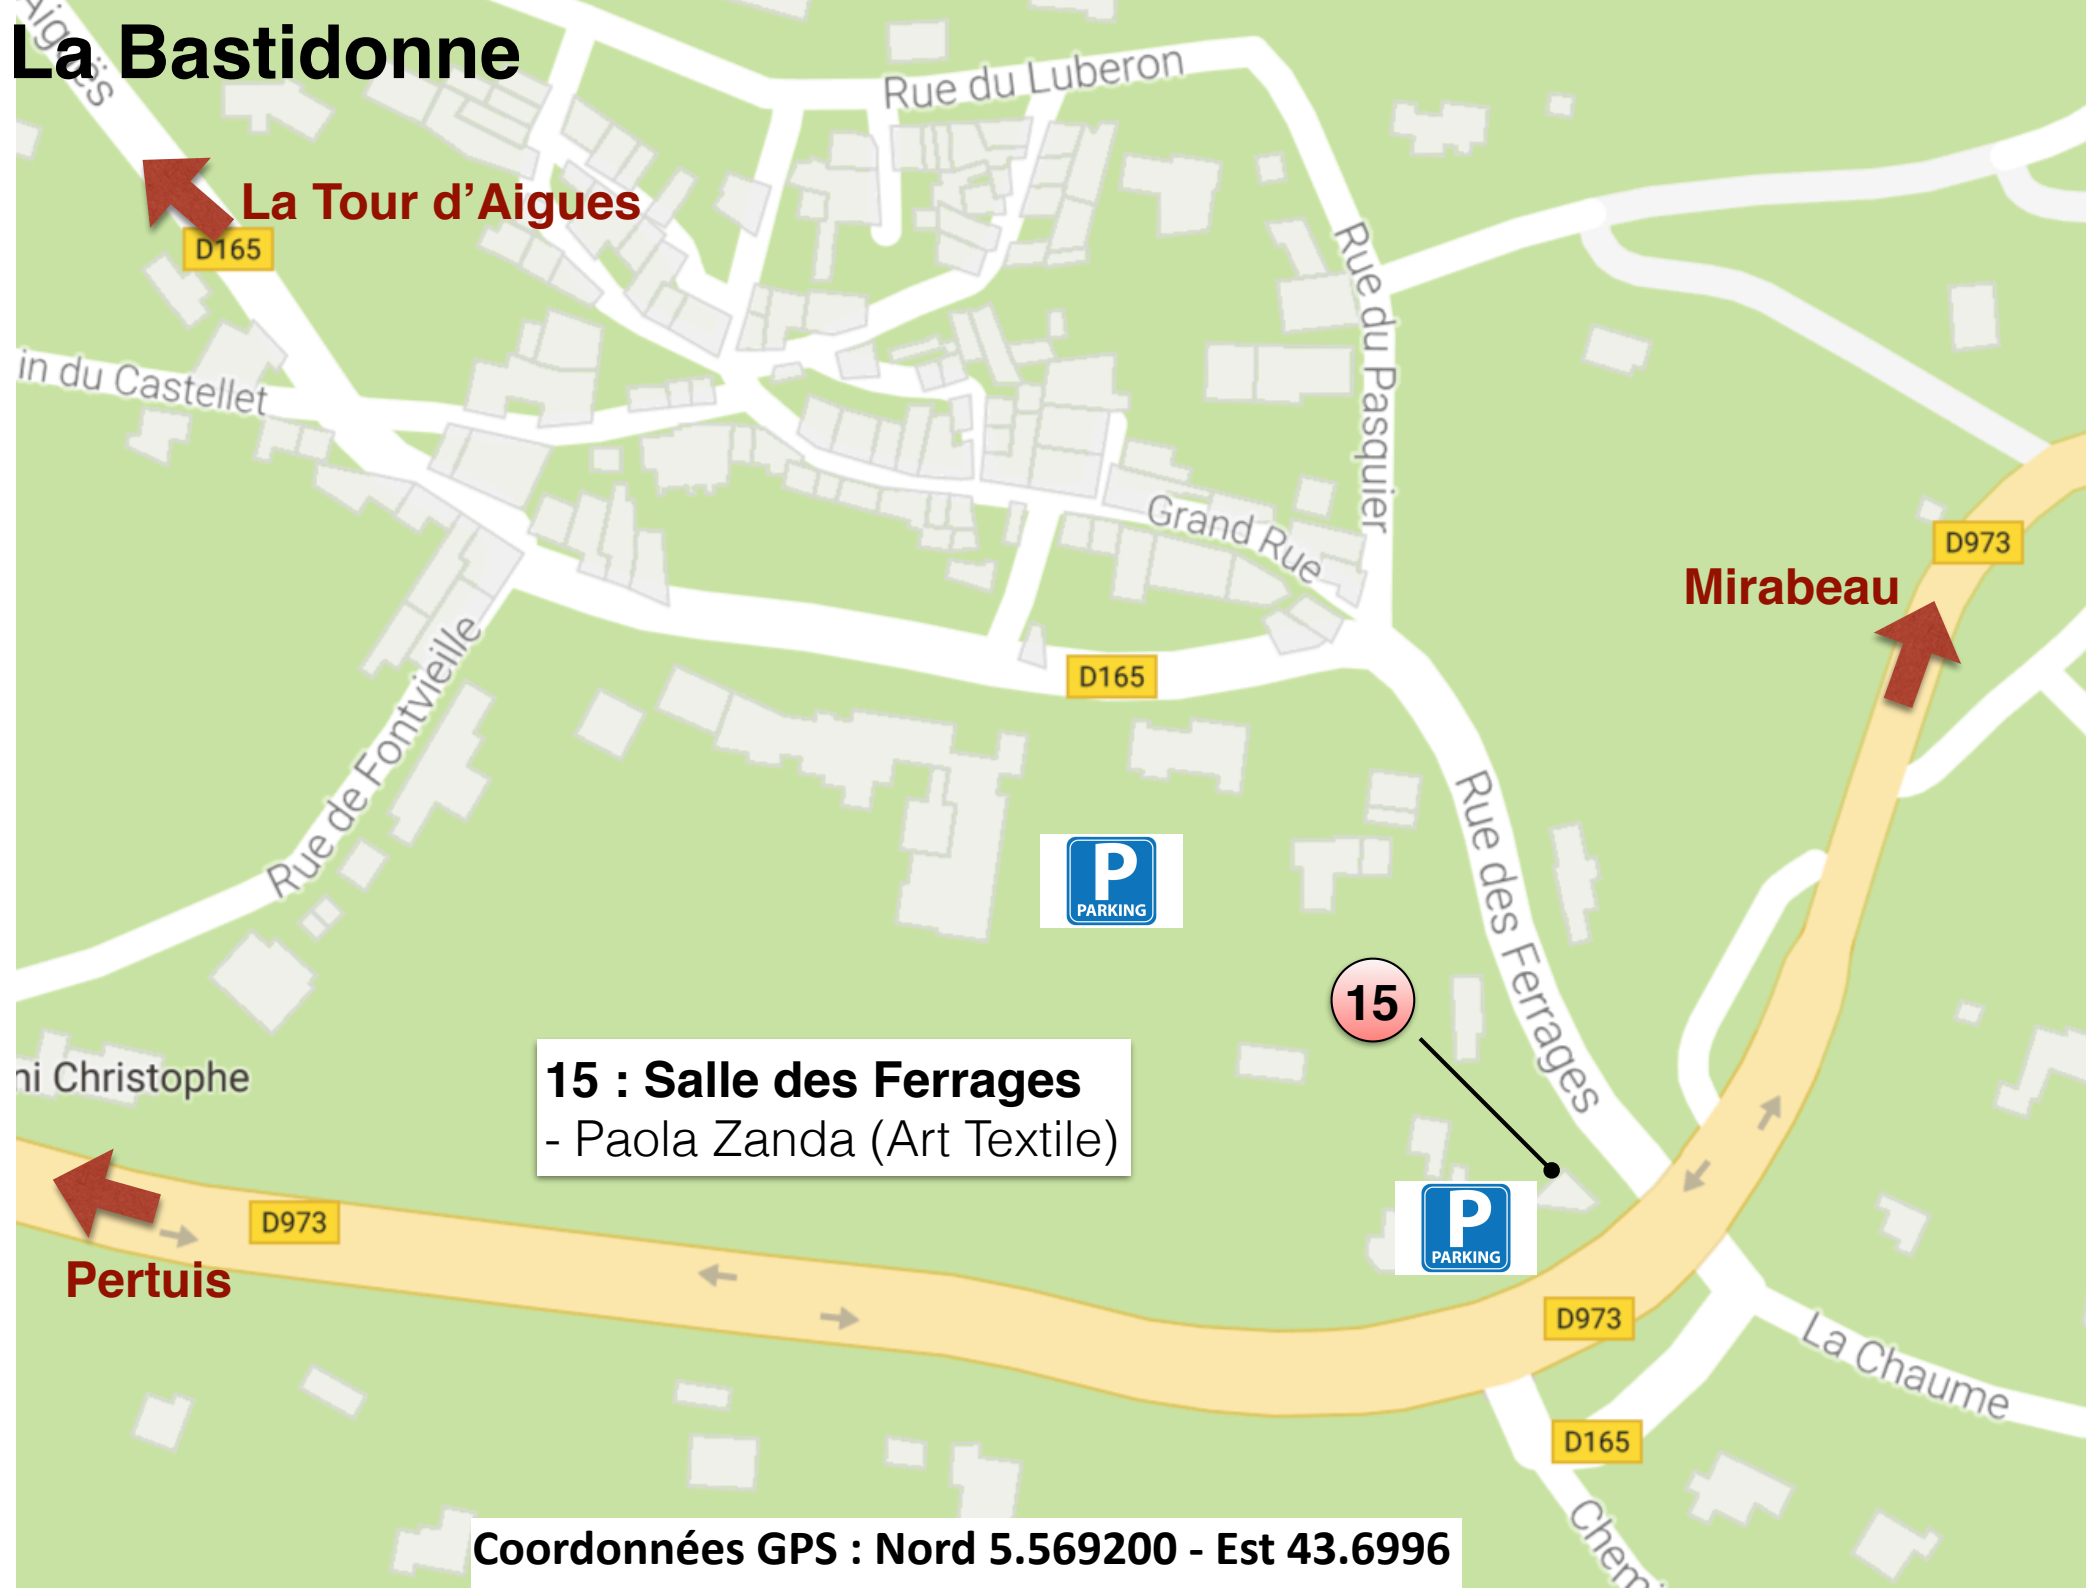 Aiguës
La Bastidonne
Rue du Luberon
La Tour d’Aigues
D165
in du Castellet
Rue du Pasquier
Grand Rue
D973
Mirabeau
Rue de Fontvieille
D165
Rue des Ferrages
P
PARKING
15
ni Christophe
15 : Salle des Ferrages
- Paola Zanda (Art Textile)
P
PARKING
D973
Pertuis
D973
La Chaume
D165
Chemi
Coordonnées GPS : Nord 5.569200 - Est 43.6996